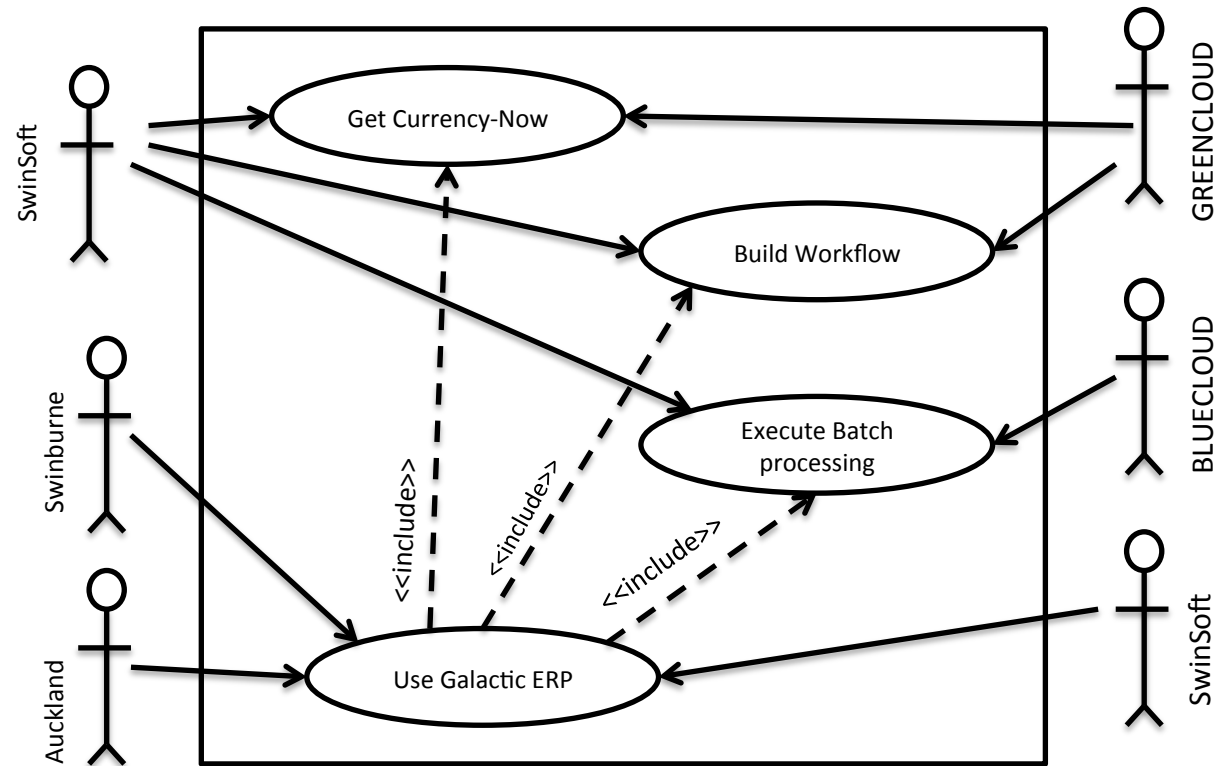 SwinSoft
Get Currency-Now
GREENCLOUD
Build Workflow
BLUECLOUD
Swinburne
Execute Batch
processing
<<include>>
<<include>>
<<include>>
Auckland
Use Galactic ERP
SwinSoft